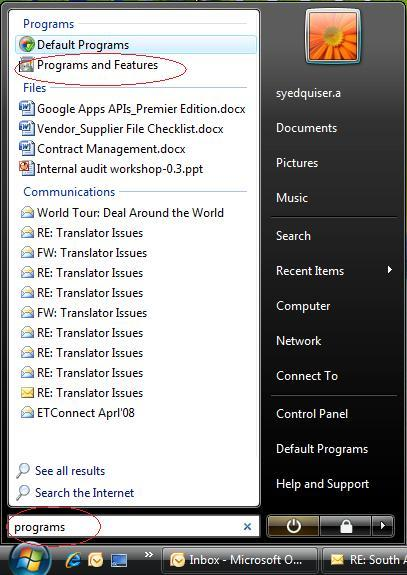 Programs
Default Programs
Programs and Features
Files
Google Apps APIs_Premier Edition.docx
Vendor_Supplier File Checklist.docx
Contract Management.docx
Internal audit workshop-0.3.ppt
Communications
World Tour: Deal Around the World
RE: Translator Issues
FW: Translator Issues
RE: Translator Issues
RE: Translator Issues
FW: Translator Issues
RE: Translator Issues
RE: Translator Issues
RE: Translator Issues
RE: Translator Issues
ETConnect Aprl'08
See all results
Search the Internet
programs
syedquiser.a
Documents
Pictures
Music
Search
Recent Items
Computer
Network
Connect To
Control Panel
Default Programs
Help and Support
Inbox - Microsoft O...
RE: South A